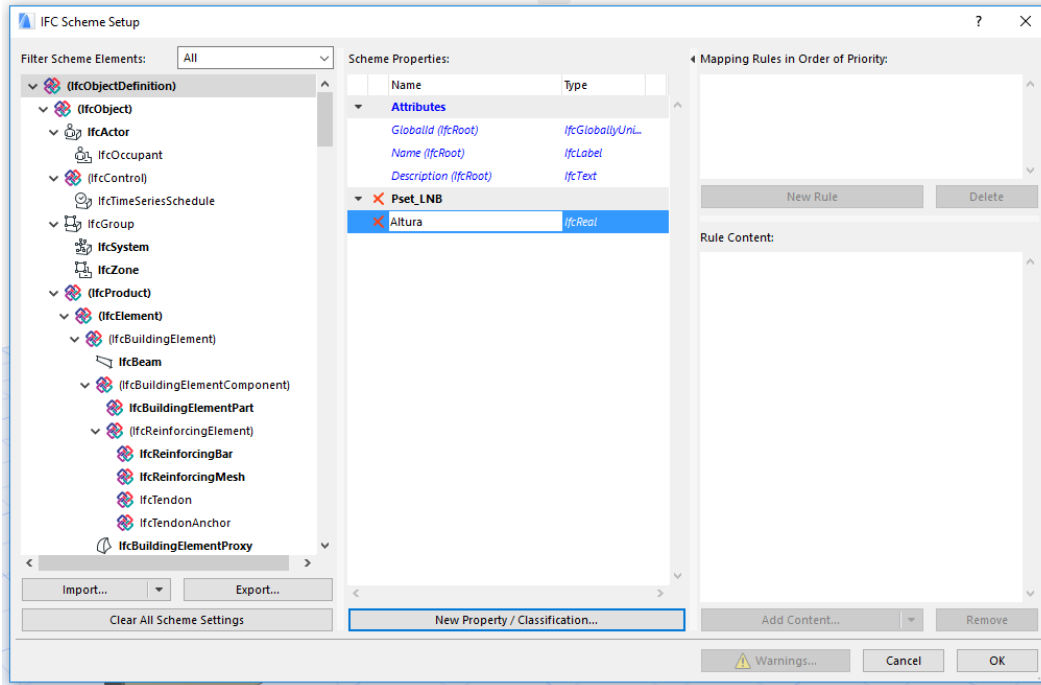 IFC Scheme Setup
?
Filter Scheme Elements:
All
(IfcObjectDefinition)
(IfcObject)
IfcActor
IfcOccupant
(IfcControl)
IfcTimeSeriesSchedule
IfcGroup
IfcSystem
IfcZone
(IfcProduct)
(IfcElement)
(IfcBuildingElement)
IfcBeam
(IfcBuildingElementComponent)
IfcBuildingElementPart
(IfcReinforcingElement)
IfcReinforcingBar
IfcReinforcingMesh
IfcTendon
IfcTendonAnchor
IfcBuildingElementProxy
Import...
Export...
Clear All Scheme Settings
Scheme Properties:
Name Type
Attributes
GlobalId (IfcRoot) IfcGloballyUni...
Name (IfcRoot) IfcLabel
Description (IfcRoot) IfcText
Pset_LNB
Altura IfcReal
New Property / Classification...
Mapping Rules in Order of Priority:
New Rule
Delete
Rule Content:
Add Content...
Remove
Warnings...
Cancel
OK